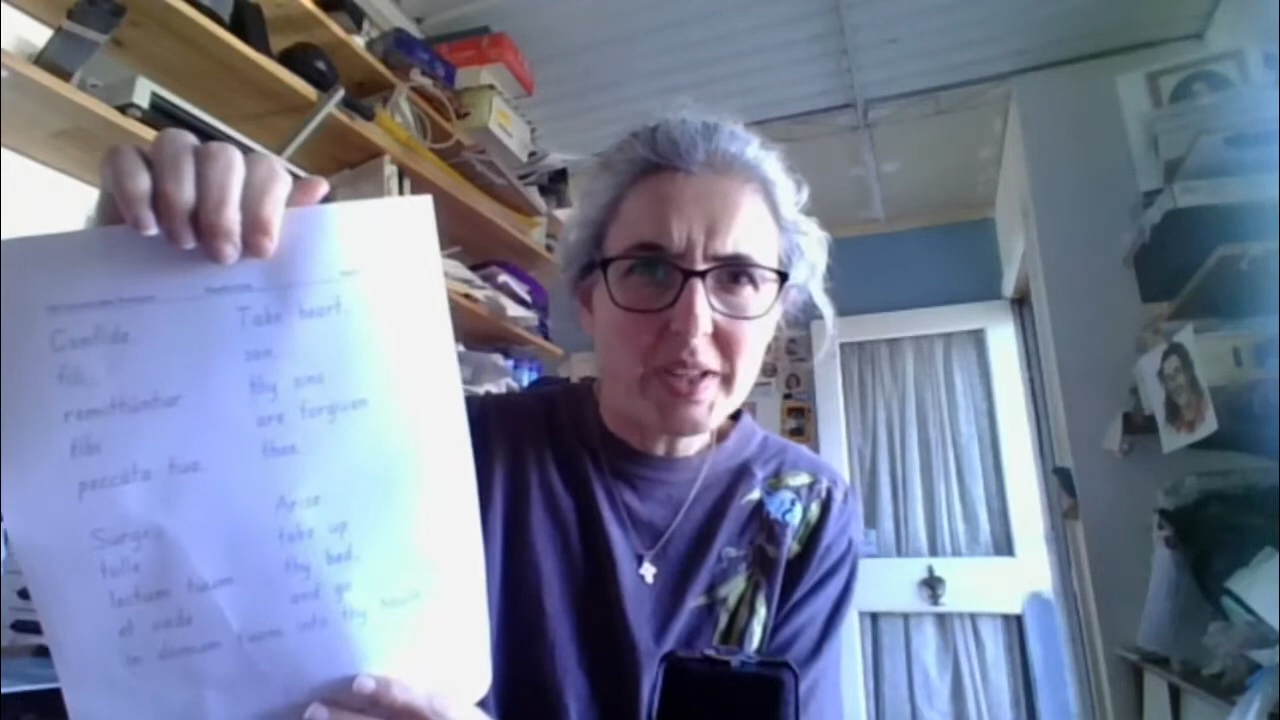 Confide
fili
remittuntur
tibi
peccata tua.
Surge,
tolle
lectum tuum
et vade
in domum tuam
Take heart,
son
thy sins
are forgiven
thee.
Arise
take up
thy bed.
and go
into thy house